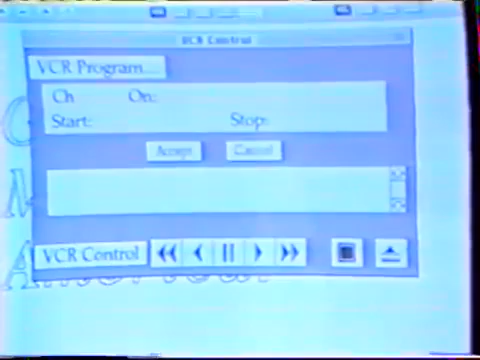 VCR Control
VCR Program...
Ch On:
Start: Stop:
Accept Cancel
VCR Control